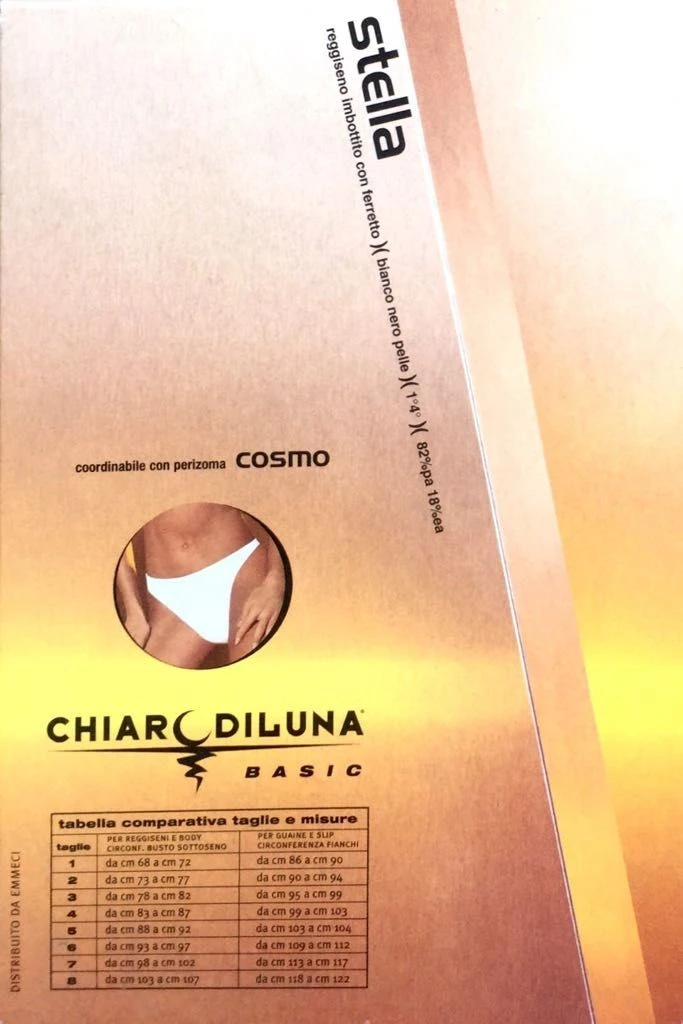 stella
reggiseno imbottito con ferretto )( bianco nero pelle )( 1°4° )( 82%pa 18%ea
coordinabile con perizoma COSMO
CHIARODILUNA®
BASIC
tabella comparativa taglie e misure
taglie PER REGGISENI E BODY CIRCONF. BUSTO SOTTOSENO PER GUAINE E SLIP CIRCONFERENZA FIANCHI
1 da cm 68 a cm 72 da cm 86 a cm 90
2 da cm 73 a cm 77 da cm 90 a cm 94
3 da cm 78 a cm 82 da cm 95 a cm 99
4 da cm 83 a cm 87 da cm 99 a cm 103
5 da cm 88 a cm 92 da cm 103 a cm 104
6 da cm 93 a cm 97 da cm 109 a cm 112
7 da cm 98 a cm 102 da cm 113 a cm 117
8 da cm 103 a cm 107 da cm 118 a cm 122
DISTRIBUITO DA EMMECI